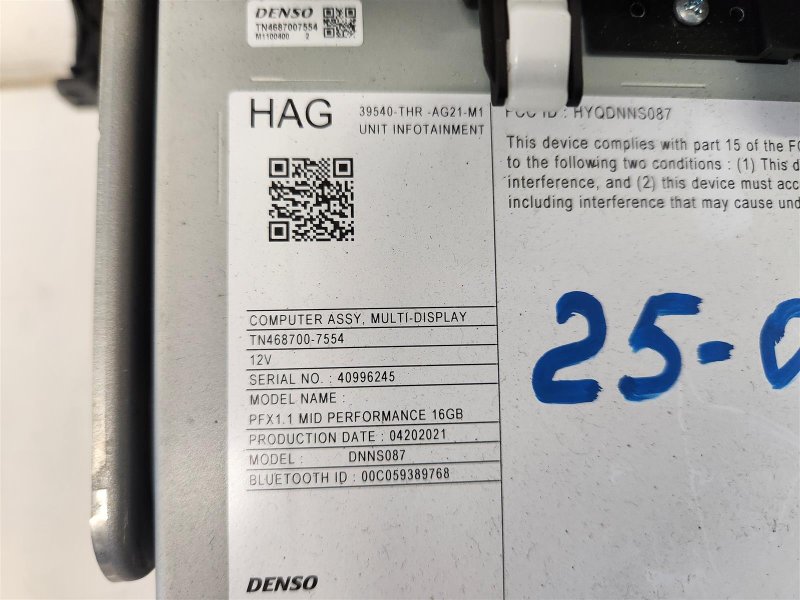 DENSO
TN4687007554
M1100400 2
HAG
39540-THR -AG21-M1
UNIT INFOTAINMENT
FCC ID : HYQDNNS087
This device complies with part 15 of the FC
to the following two conditions : (1) This d
interference, and (2) this device must acc
including interference that may cause und
25-0
COMPUTER ASSY, MULTI-DISPLAY
TN468700-7554
12V
SERIAL NO. : 40996245
MODEL NAME :
PFX1.1 MID PERFORMANCE 16GB
PRODUCTION DATE : 04202021
MODEL : DNNS087
BLUETOOTH ID : 00C059389768
DENSO